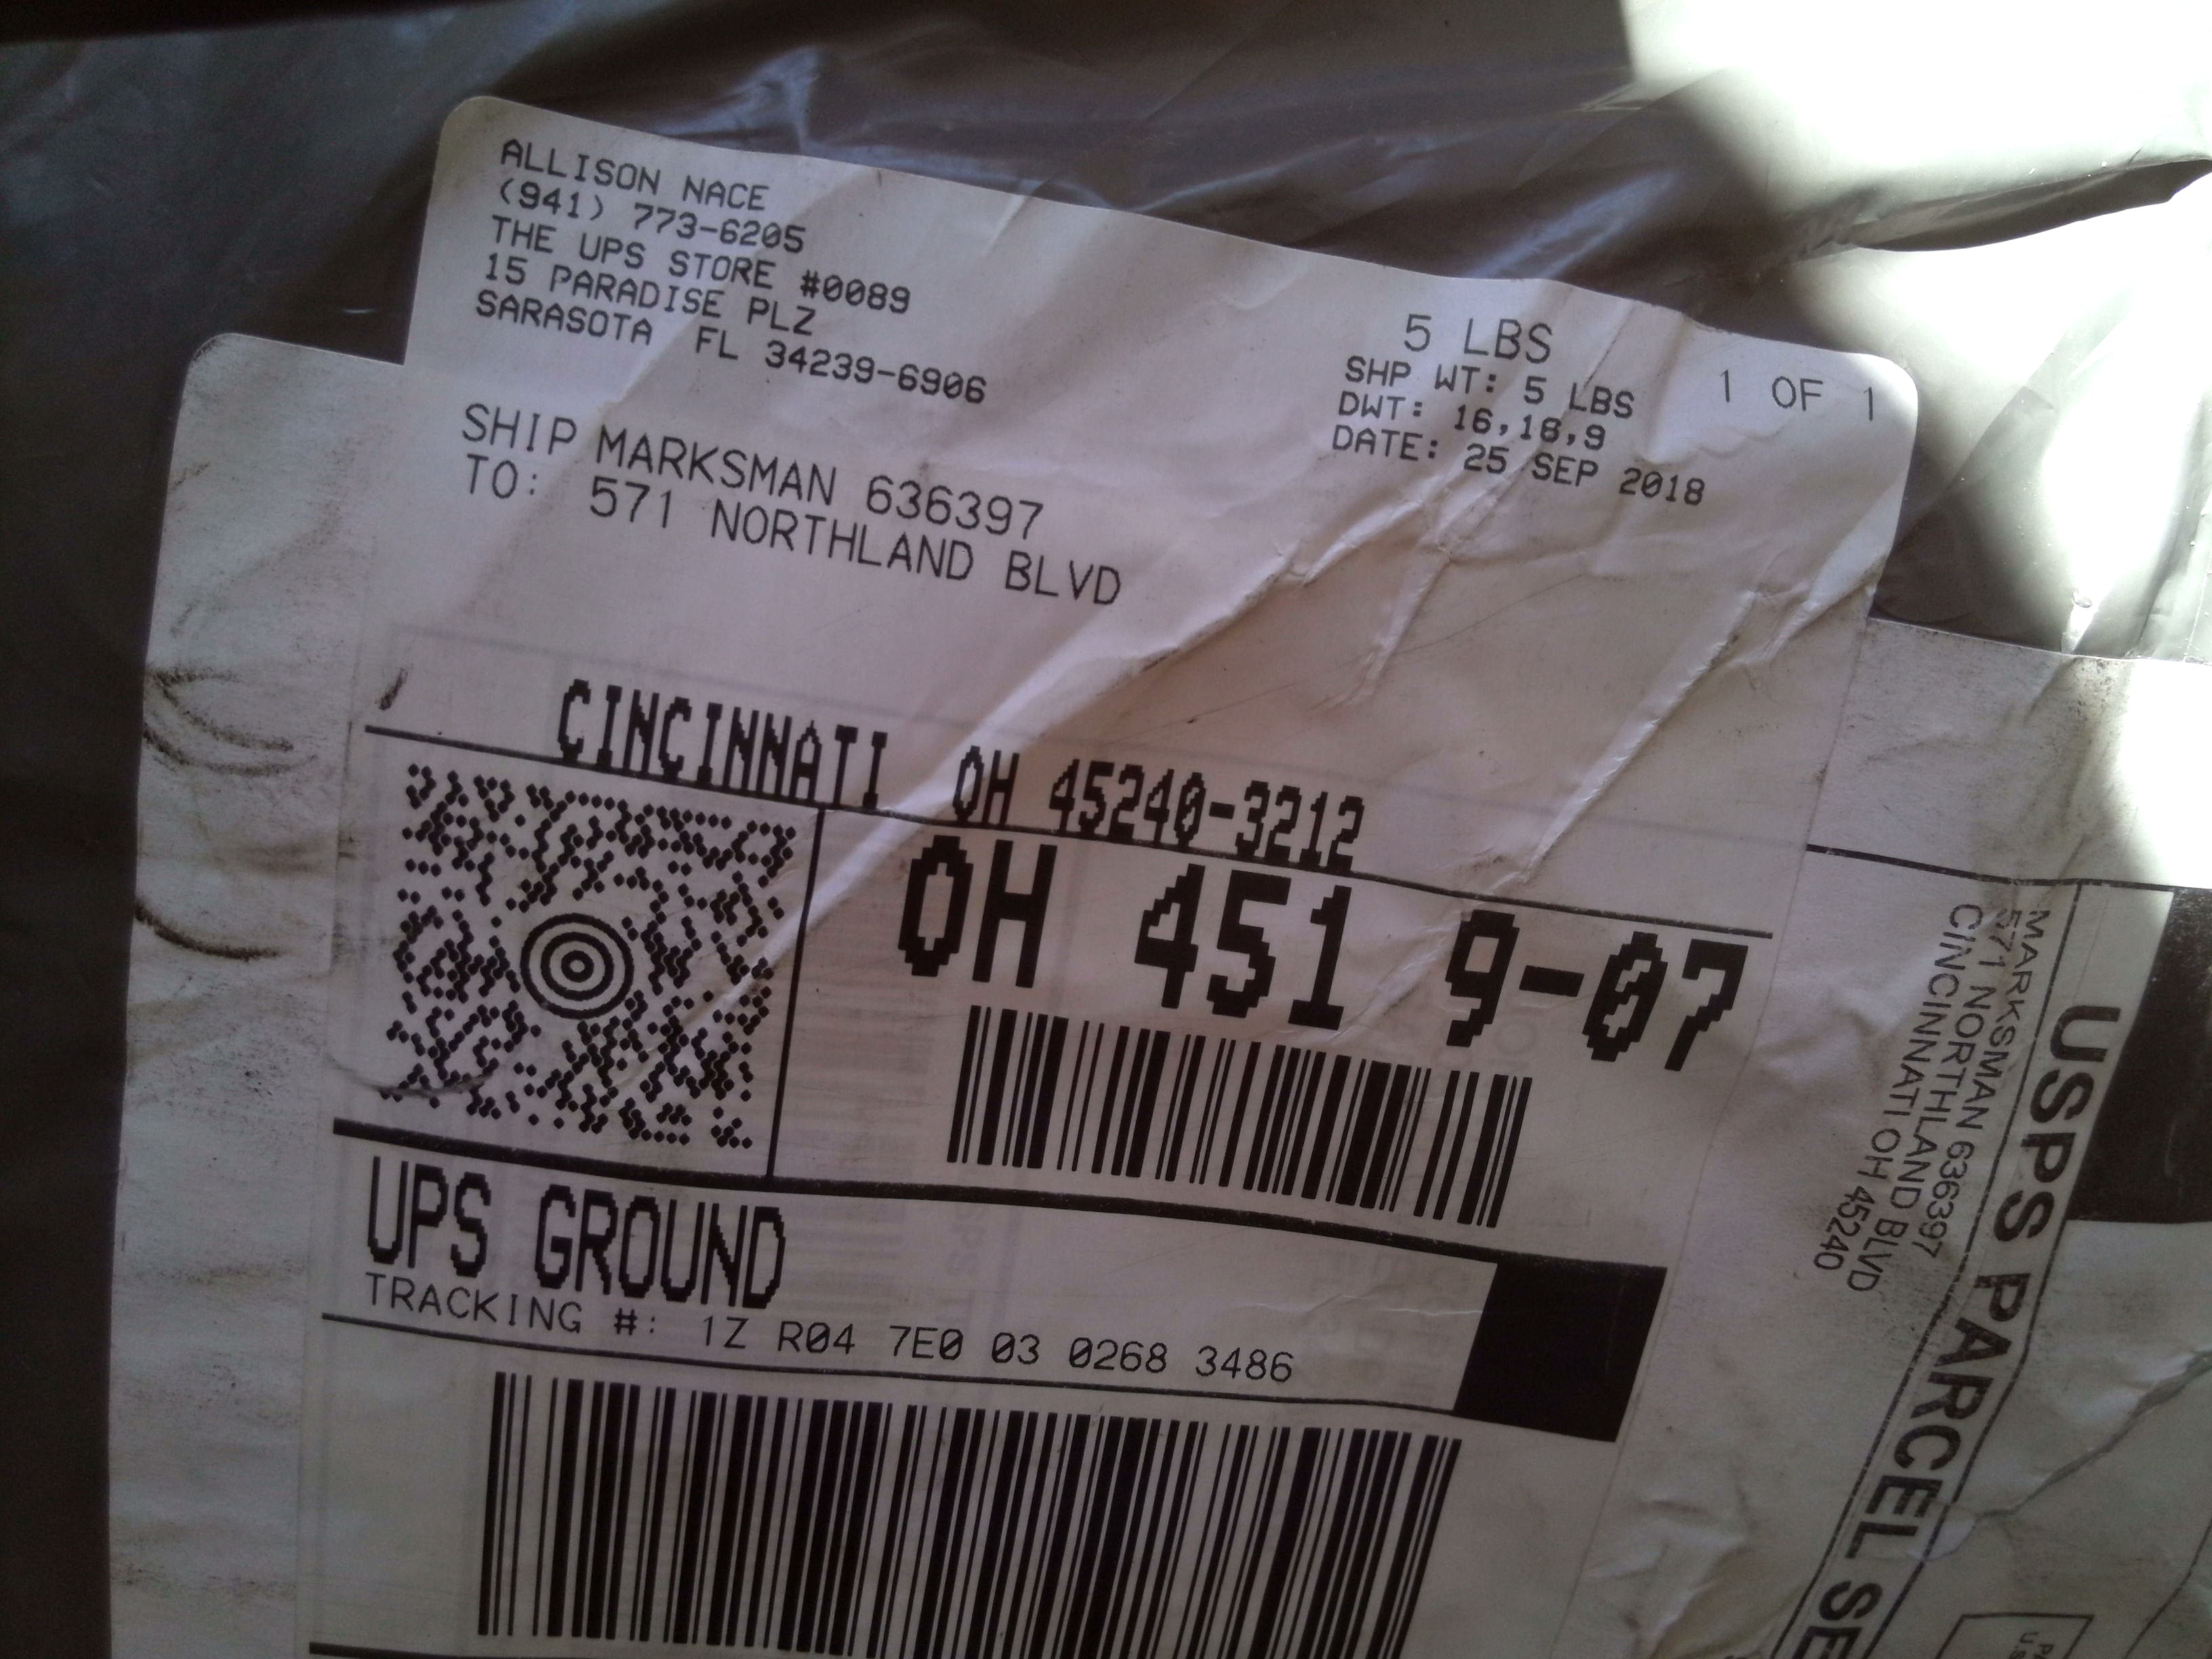 ALLISON NACE
(941) 773-6205
THE UPS STORE #0089
15 PARADISE PLZ
SARASOTA FL 34239-6906
5 LBS
1 OF 1
SHP WT: 5 LBS
DWT: 16,18,9
DATE: 25 SEP 2018
SHIP MARKSMAN 636397
TO: 571 NORTHLAND BLVD
CINCINNATI OH 45240-3212
OH 451 9-07
UPS GROUND
TRACKING #: 1Z R04 7E0 03 0268 3486
MARKSMAN 636397
571 NORTHLAND BLVD
CINCINNATI OH 45240
USPS PARCEL SE